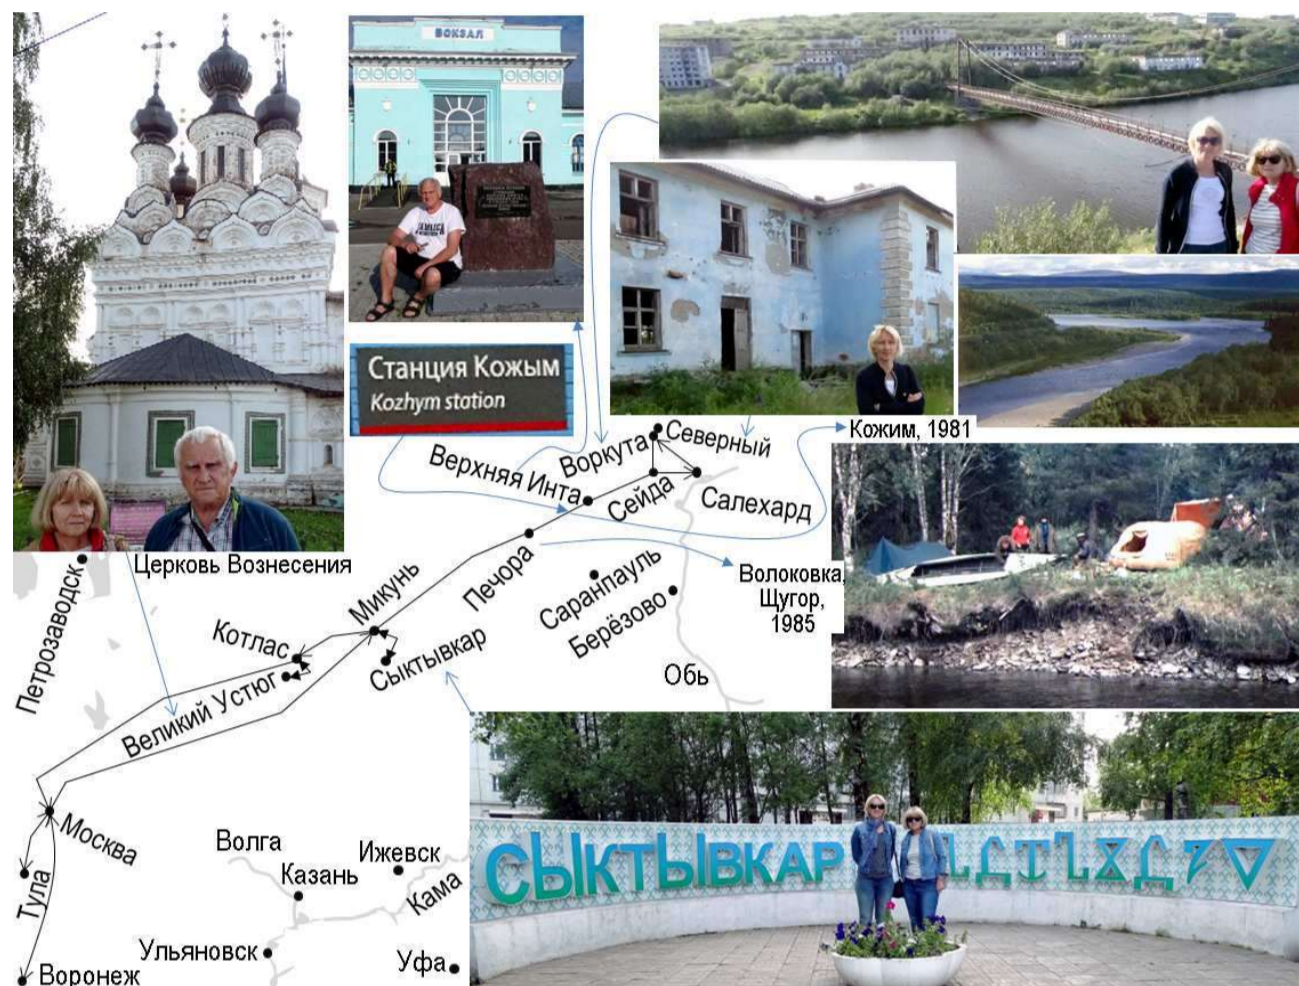 ВОКЗАЛ
JAMAICA
Станция Кожым
Kozhym station
Кожим, 1981
Северный
Воркута
Верхняя Инта
Сейда
Салехард
Печора
Волоковка,
Щугор,
1985
Саранпауль
Берёзово
Обь
Церковь Вознесения
Петрозаводск
Микунь
Котлас
Сыктывкар
Великий Устюг
Москва
Тула
Воронеж
Волга
Казань
Ижевск
Кама
Ульяновск
Уфа
СЫКТЫВКАР